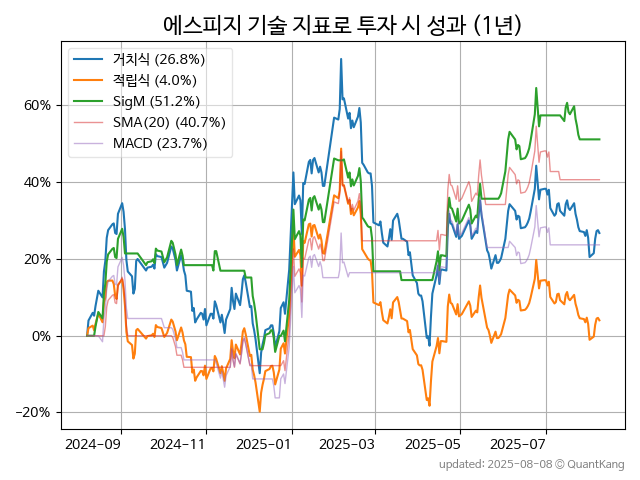 에스피지 기술 지표로 투자 시 성과 (1년)
거치식 (26.8%)
적립식 (4.0%)
SigM (51.2%)
SMA(20) (40.7%)
MACD (23.7%)
60%
40%
20%
0%
−20%
2024-09 2024-11 2025-01 2025-03 2025-05 2025-07
updated: 2025-08-08 © QuantKang